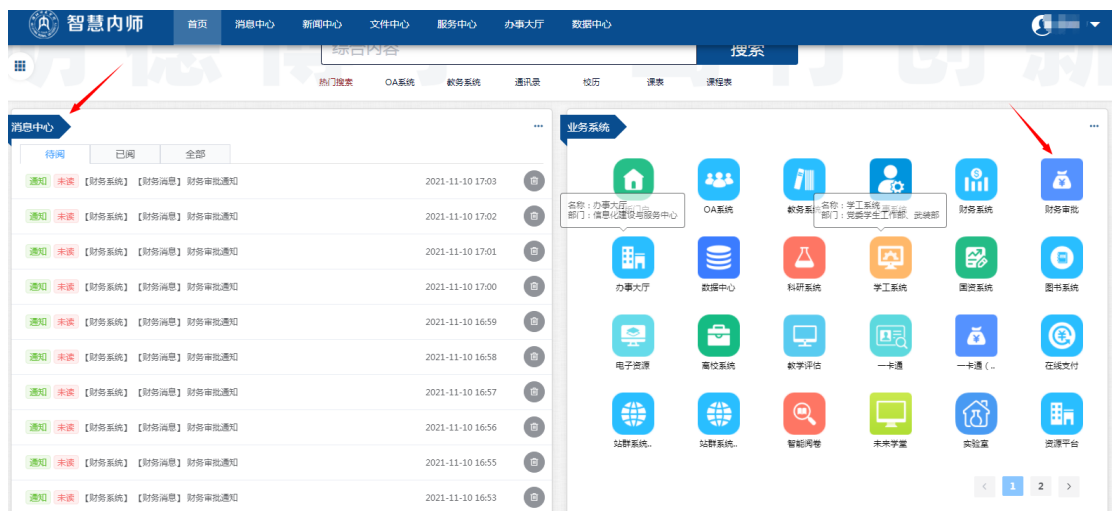 智慧内师 首页 消息中心 新闻中心 文件中心 服务中心 办事大厅 数据中心
综合内容 搜索
热门搜索 OA系统 教务系统 通讯录 校历 课表 课程表
消息中心
待阅 已阅 全部
通知 未读 【财务系统】【财务消息】财务审批通知 2021-11-10 17:03
通知 未读 【财务系统】【财务消息】财务审批通知 2021-11-10 17:02
通知 未读 【财务系统】【财务消息】财务审批通知 2021-11-10 17:01
通知 未读 【财务系统】【财务消息】财务审批通知 2021-11-10 17:00
通知 未读 【财务系统】【财务消息】财务审批通知 2021-11-10 16:59
通知 未读 【财务系统】【财务消息】财务审批通知 2021-11-10 16:58
通知 未读 【财务系统】【财务消息】财务审批通知 2021-11-10 16:57
通知 未读 【财务系统】【财务消息】财务审批通知 2021-11-10 16:56
通知 未读 【财务系统】【财务消息】财务审批通知 2021-11-10 16:55
通知 未读 【财务系统】【财务消息】财务审批通知 2021-11-10 16:53
业务系统
OA系统 教务系 财务系统 财务审批
名称：办事大厅
部门：信息化建设与服务中心
名称：学工系统
部门：党委学生工作部、武装部
办事大厅 数据中心 科研系统 学工系统 国资系统 图书系统
电子资源 高校系统 教学评估 一卡通 一卡通（.. 在线支付
站群系统.. 站群系统.. 智能阅卷 未来学堂 实验室 资源平台
< 1 2 >